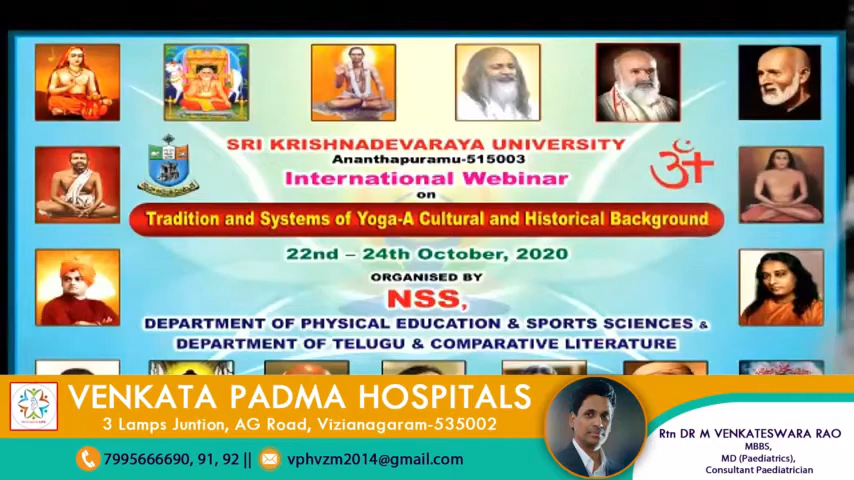 SRI KRISHNADEVARAYA UNIVERSITY
Ananthapuramu-515003
International Webinar
on
Tradition and Systems of Yoga-A Cultural and Historical Background
22nd – 24th October, 2020
ORGANISED BY
NSS,
DEPARTMENT OF PHYSICAL EDUCATION & SPORTS SCIENCES &
DEPARTMENT OF TELUGU & COMPARATIVE LITERATURE
VENKATA PADMA HOSPITALS
3 Lamps Juntion, AG Road, Vizianagaram-535002
7995666690, 91, 92 || vphvzm2014@gmail.com
Rtn DR M VENKATESWARA RAO
MBBS,
MD (Paediatrics),
Consultant Paediatrician